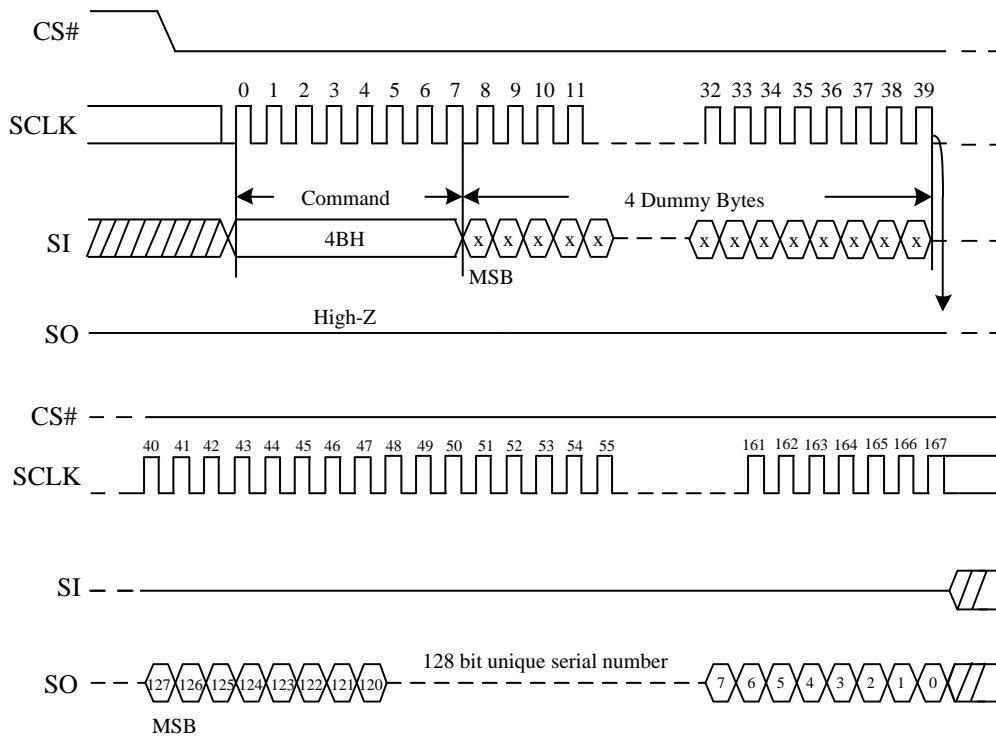 CS#
0 1 2 3 4 5 6 7 8 9 10 11 32 33 34 35 36 37 38 39
SCLK
Command 4 Dummy Bytes
SI 4BH x x x x x x x x x x x x x
MSB
High-Z
SO
CS#
40 41 42 43 44 45 46 47 48 49 50 51 52 53 54 55 161 162 163 164 165 166 167
SCLK
SI
128 bit unique serial number
SO 127 126 125 124 123 122 121 120 7 6 5 4 3 2 1 0
MSB